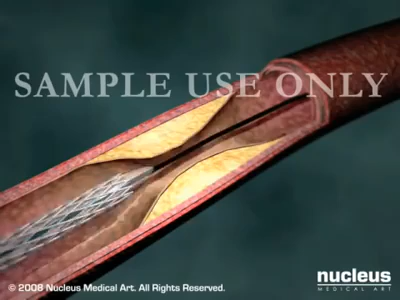 SAMPLE USE ONLY
nucleus
MEDICAL ART
© 2008 Nucleus Medical Art. All Rights Reserved.